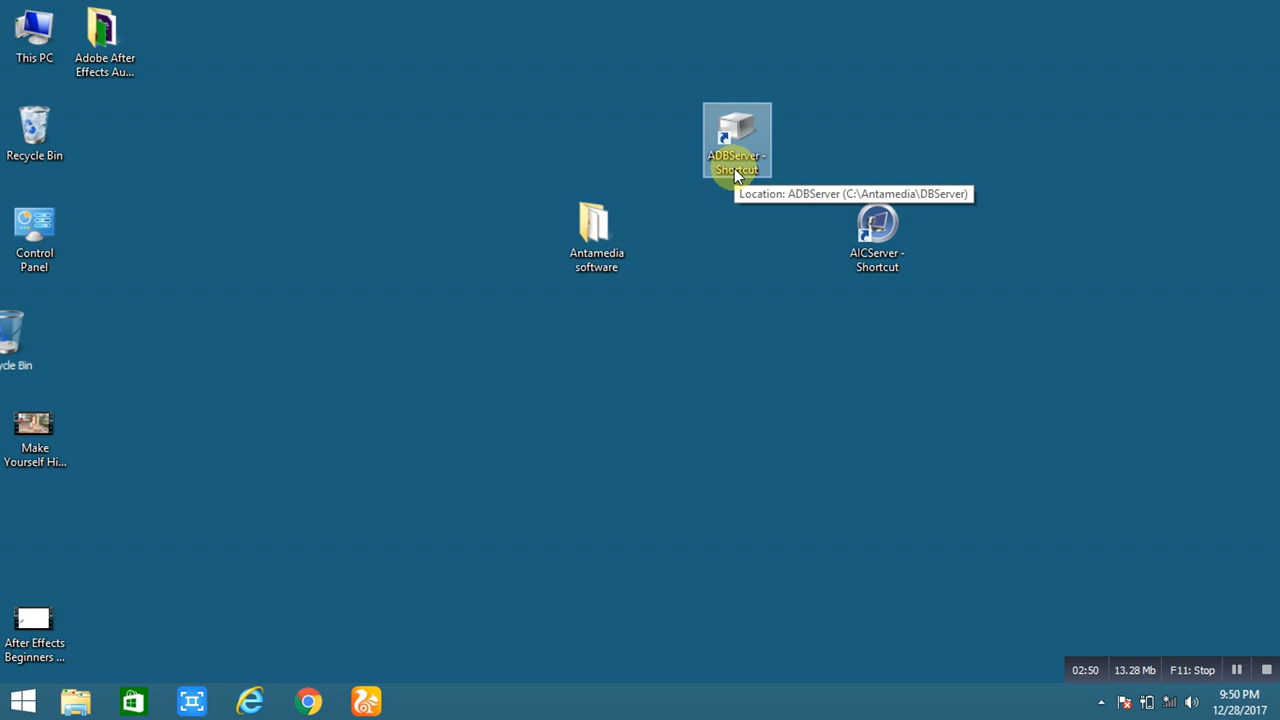 This PC
Adobe After
Effects Au...
Recycle Bin
ADBServer -
Shortcut
Location: ADBServer (C:\Antamedia\DBServer)
Control
Panel
Antamedia
software
AICServer -
Shortcut
ycle Bin
Make
Yourself Hi...
After Effects
Beginners ...
02:50
13.28 Mb
F11: Stop
9:50 PM
12/28/2017